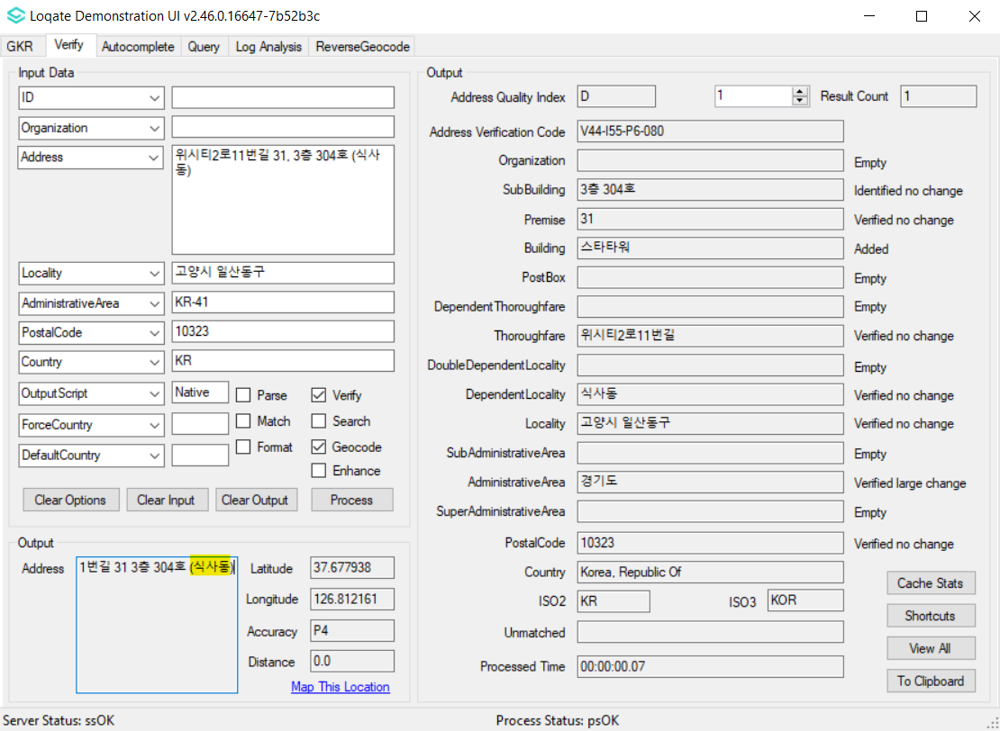 Loqate Demonstration UI v2.46.0.16647-7b52b3c
GKR Verify Autocomplete Query Log Analysis ReverseGeocode
Input Data
ID
Organization
Address 위시티2로11번길 31, 3층 304호 (식사
동)
Locality 고양시 일산동구
AdministrativeArea KR-41
PostalCode 10323
Country KR
OutputScript Native Parse Verify
ForceCountry Match Search
DefaultCountry Format Geocode
Enhance
Clear Options Clear Input Clear Output Process
Output
Address 1번길 31 3층 304호 (식사동) Latitude 37.677938
Longitude 126.812161
Accuracy P4
Distance 0.0
Map This Location
Output
Address Quality Index D 1 Result Count 1
Address Verification Code V44-I55-P6-080
Organization Empty
SubBuilding 3층 304호 Identified no change
Premise 31 Verified no change
Building 스타타워 Added
PostBox Empty
DependentThoroughfare Empty
Thoroughfare 위시티2로11번길 Verified no change
DoubleDependentLocality Empty
DependentLocality 식사동 Verified no change
Locality 고양시 일산동구 Verified no change
SubAdministrativeArea Empty
AdministrativeArea 경기도 Verified large change
SuperAdministrativeArea Empty
PostalCode 10323 Verified no change
Country Korea, Republic Of
ISO2 KR ISO3 KOR
Unmatched
Processed Time 00:00:00.07
Cache Stats
Shortcuts
View All
To Clipboard
Server Status: ssOK Process Status: psOK